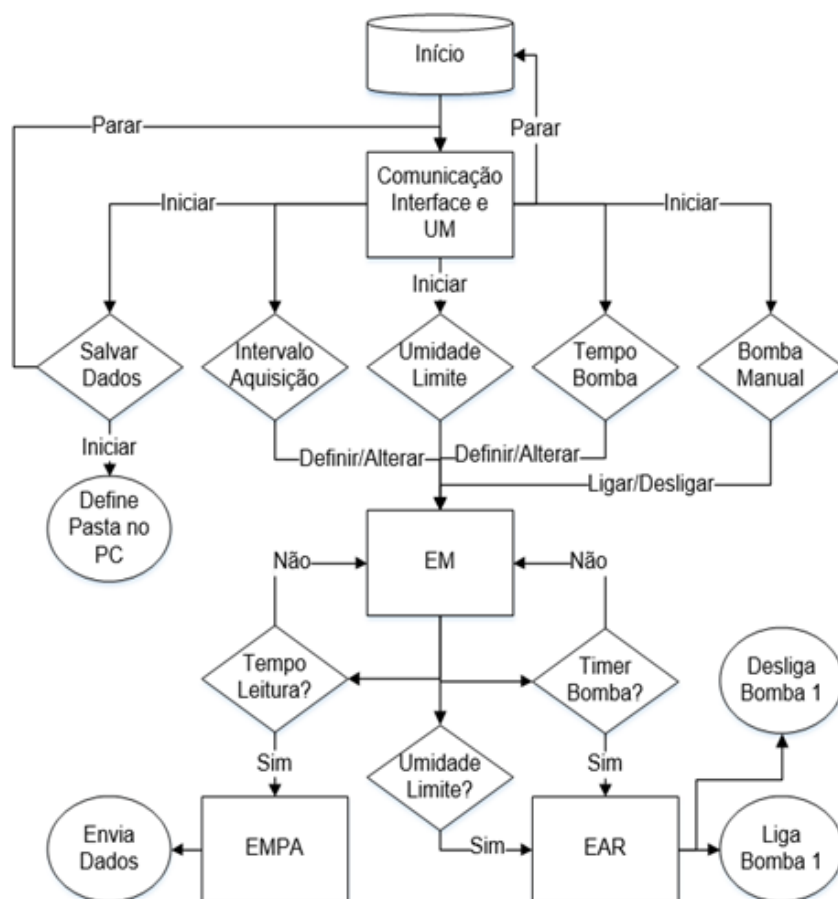 Início
Parar
Parar
Comunicação
Interface e
UM
Iniciar
Iniciar
Iniciar
Salvar
Dados
Intervalo
Aquisição
Umidade
Limite
Tempo
Bomba
Bomba
Manual
Iniciar
Definir/Alterar
Definir/Alterar
Ligar/Desligar
Define
Pasta no
PC
EM
Não
Não
Tempo
Leitura?
Timer
Bomba?
Desliga
Bomba 1
Sim
Umidade
Limite?
Sim
Envia
Dados
EMPA
Sim
EAR
Liga
Bomba 1